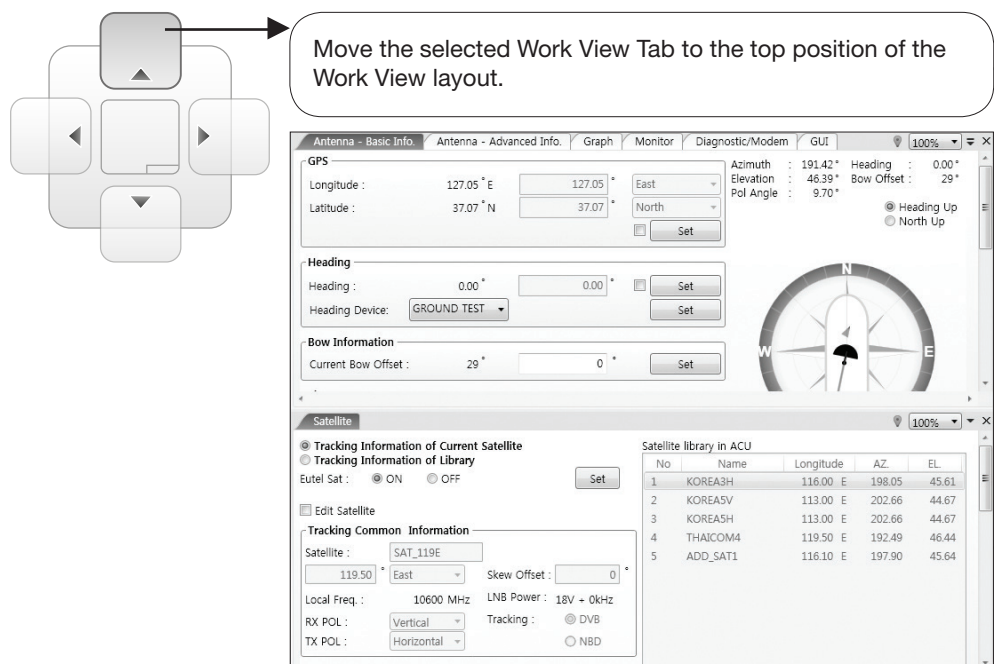 Move the selected Work View Tab to the top position of the
Work View layout.
Antenna - Basic Info. Antenna - Advanced Info. Graph Monitor Diagnostic/Modem GUI 100%
GPS
Longitude : 127.05 ° E 127.05 ° East
Latitude : 37.07 ° N 37.07 ° North
Set
Azimuth : 191.42 ° Heading : 0.00 °
Elevation : 46.39 ° Bow Offset : 29 °
Pol Angle : 9.70 °
Heading Up
North Up
Heading
Heading : 0.00 ° 0.00 ° Set
Heading Device: GROUND TEST Set
Bow Information
Current Bow Offset : 29 ° 0 ° Set
N
W E
Satellite 100%
Tracking Information of Current Satellite
Tracking Information of Library
Eutel Sat : ON OFF Set
Edit Satellite
Tracking Common Information
Satellite : SAT_119E
119.50 ° East Skew Offset : 0 °
Local Freq. : 10600 MHz LNB Power : 18V + 0kHz
RX POL : Vertical Tracking : DVB
TX POL : Horizontal NBD
Satellite library in ACU
No Name Longitude AZ. EL.
1 KOREA3H 116.00 E 198.05 45.61
2 KOREA5V 113.00 E 202.66 44.67
3 KOREA5H 113.00 E 202.66 44.67
4 THAICOM4 119.50 E 192.49 46.44
5 ADD_SAT1 116.10 E 197.90 45.64